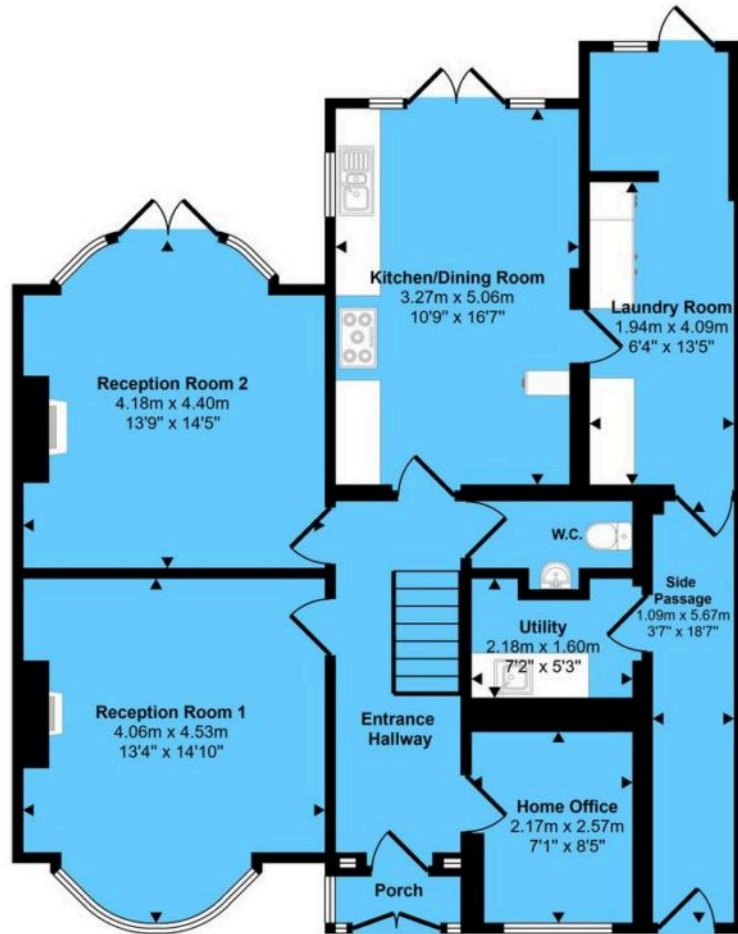 Kitchen/Dining Room
3.27m x 5.06m
10'9" x 16'7"
Laundry Room
1.94m x 4.09m
6'4" x 13'5"
Reception Room 2
4.18m x 4.40m
13'9" x 14'5"
W.C.
Side
Passage
1.09m x 5.67m
3'7" x 18'7"
Utility
2.18m x 1.60m
7'2" x 5'3"
Reception Room 1
4.06m x 4.53m
13'4" x 14'10"
Entrance
Hallway
Home Office
2.17m x 2.57m
7'1" x 8'5"
Porch